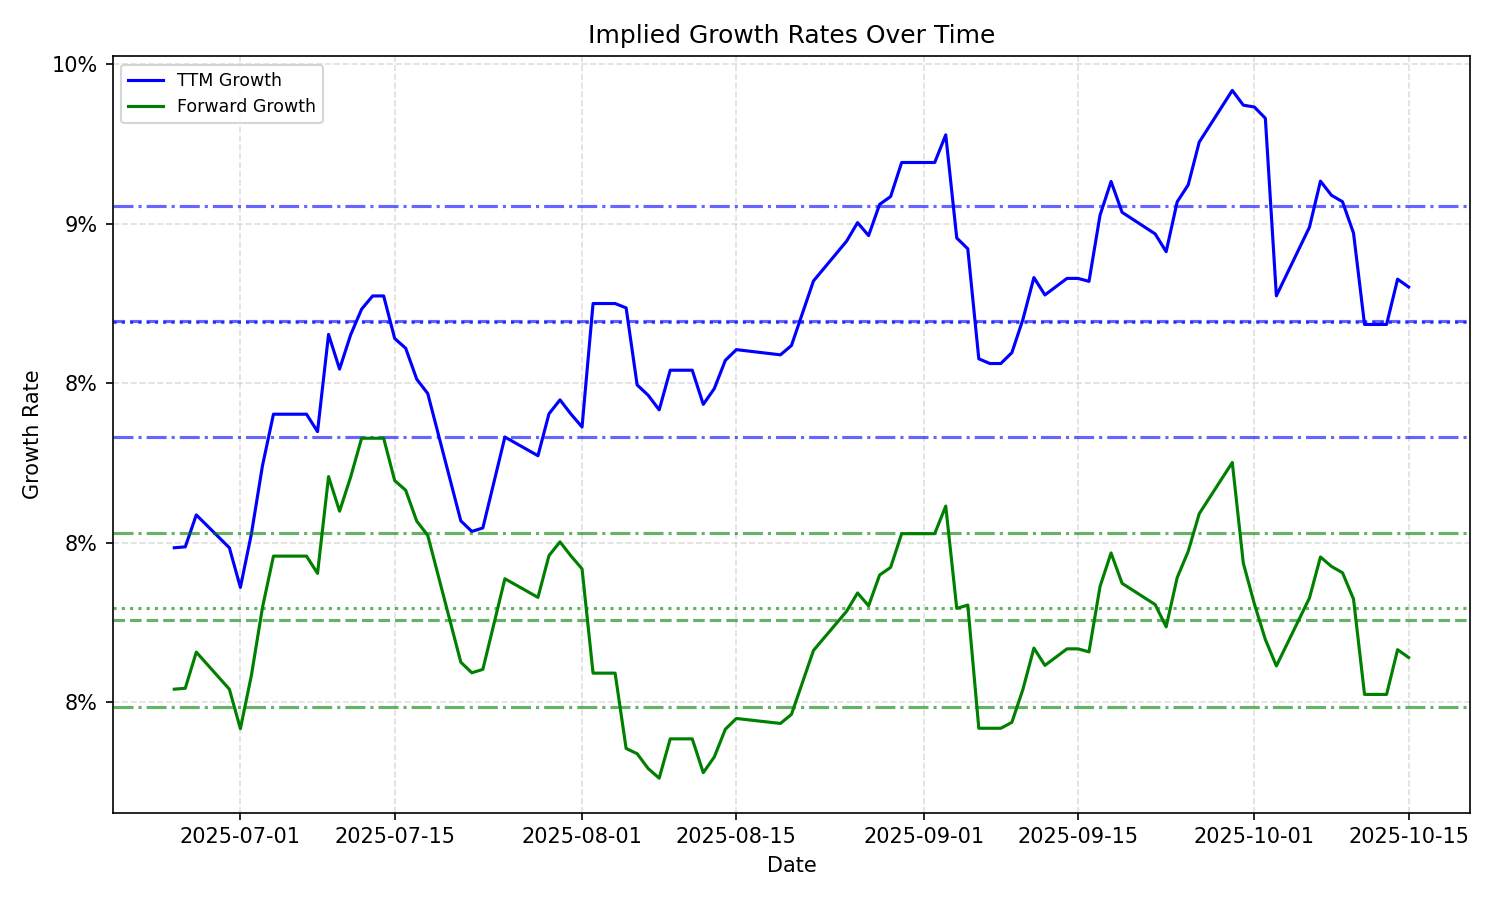 Implied Growth Rates Over Time
10%
9%
8%
8%
8%
Growth Rate
TTM Growth
Forward Growth
2025-07-01
2025-07-15
2025-08-01
2025-08-15
2025-09-01
2025-09-15
2025-10-01
2025-10-15
Date